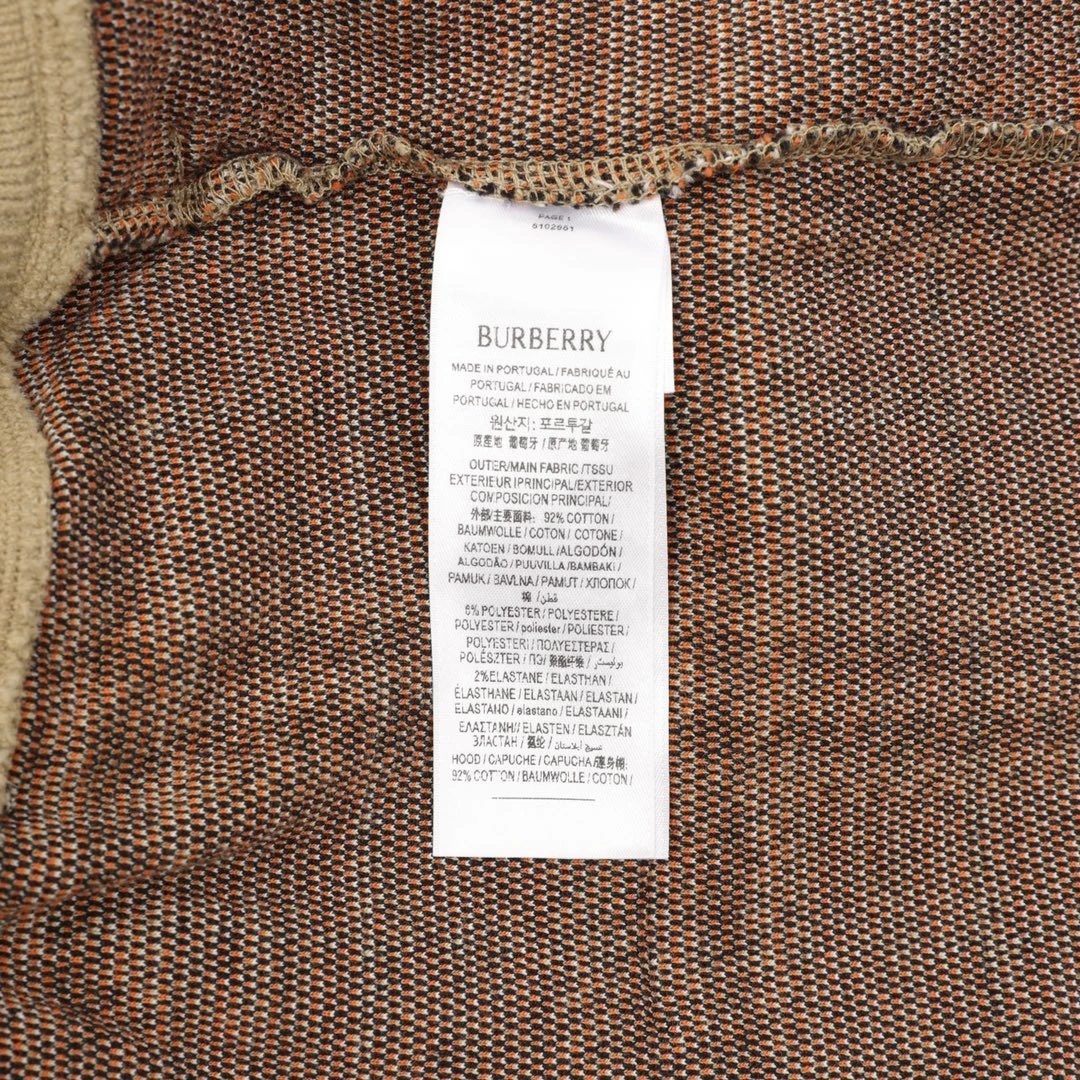 PAGE 1
5102661
BURBERRY
MADE IN PORTUGAL / FABRIQUÉ AU
PORTUGAL / FABRICADO EM
PORTUGAL / HECHO EN PORTUGAL
원산지: 포르투갈
原産地 葡萄牙 / 原产地 葡萄牙
OUTER/MAIN FABRIC /TSSU
EXTERIEUR IPRINCIPAL/EXTERIOR
COMPOSICION PRINCIPAL/
外部/主要面料: 92% COTTON /
BAUMWOLLE / COTON / COTONE /
KATOEN / BOMULL /ALGODÓN /
ALGODÃO / PUUVILLA /BAMBAKI /
PAMUK / BAVLNA / PAMUT / ХЛОПОК /
棉 / قطن
6% POLYESTER / POLYESTERE /
POLYESTER / poliester / POLIESTER /
POLYESTERI / ΠΟΛΥΕΣΤΕΡΑΣ /
POLÉSZTER / ПЭ / 聚酯纤维 / بوليستر
2%ELASTANE / ELASTHAN /
ÉLASTHANE / ELASTAAN / ELASTAN /
ELASTANO / elastano / ELASTAANI /
ΕΛΑΣΤΑΝΗ/ ELASTEN / ELASZTÁN
ЭЛАСТАН / 氨纶 / نسيج إيلاستان
HOOD / CAPUCHE / CAPUCHA/連身帽:
92% COTTON / BAUMWOLLE / COTON /